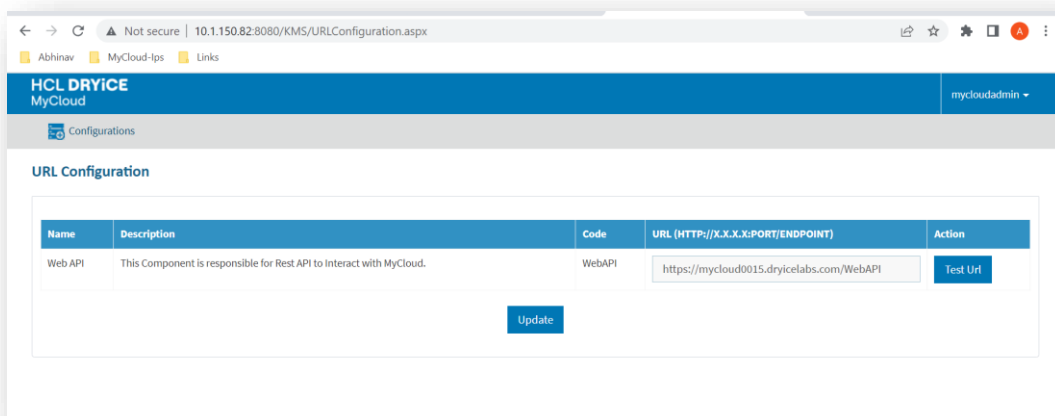 Not secure | 10.1.150.82:8080/KMS/URLConfiguration.aspx
A
Abhinav MyCloud-Ips Links
HCL DRYiCE
MyCloud
mycloudadmin
Configurations
URL Configuration
Name Description Code URL (HTTP://X.X.X.X:PORT/ENDPOINT) Action
Web API This Component is responsible for Rest API to Interact with MyCloud. WebAPI https://mycloud0015.dryicelabs.com/WebAPI Test Url
Update